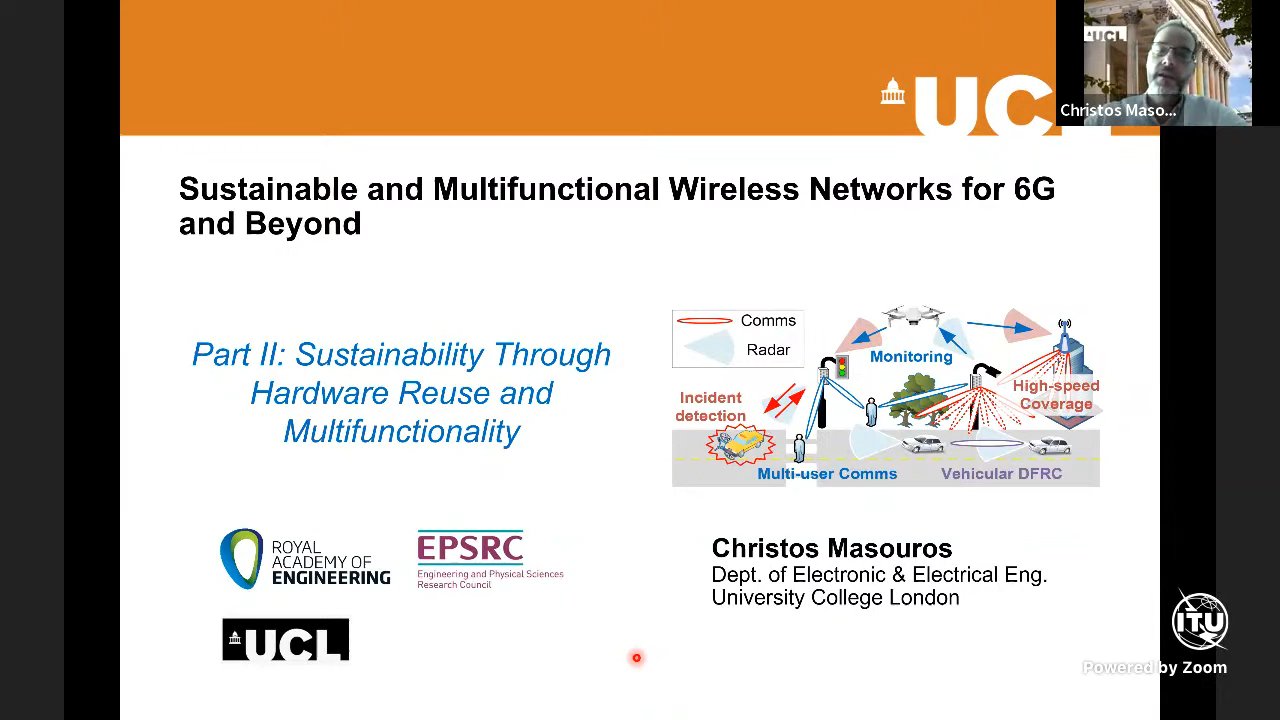 UCL
Christos Maso...
UC
Sustainable and Multifunctional Wireless Networks for 6G
and Beyond
Part II: Sustainability Through
Hardware Reuse and
Multifunctionality
Comms
Radar
Monitoring
High-speed
Coverage
Incident
detection
Multi-user Comms
Vehicular DFRC
ROYAL
ACADEMY OF
ENGINEERING
EPSRC
Engineering and Physical Sciences
Research Council
UCL
Christos Masouros
Dept. of Electronic & Electrical Eng.
University College London
ITU
Powered by Zoom